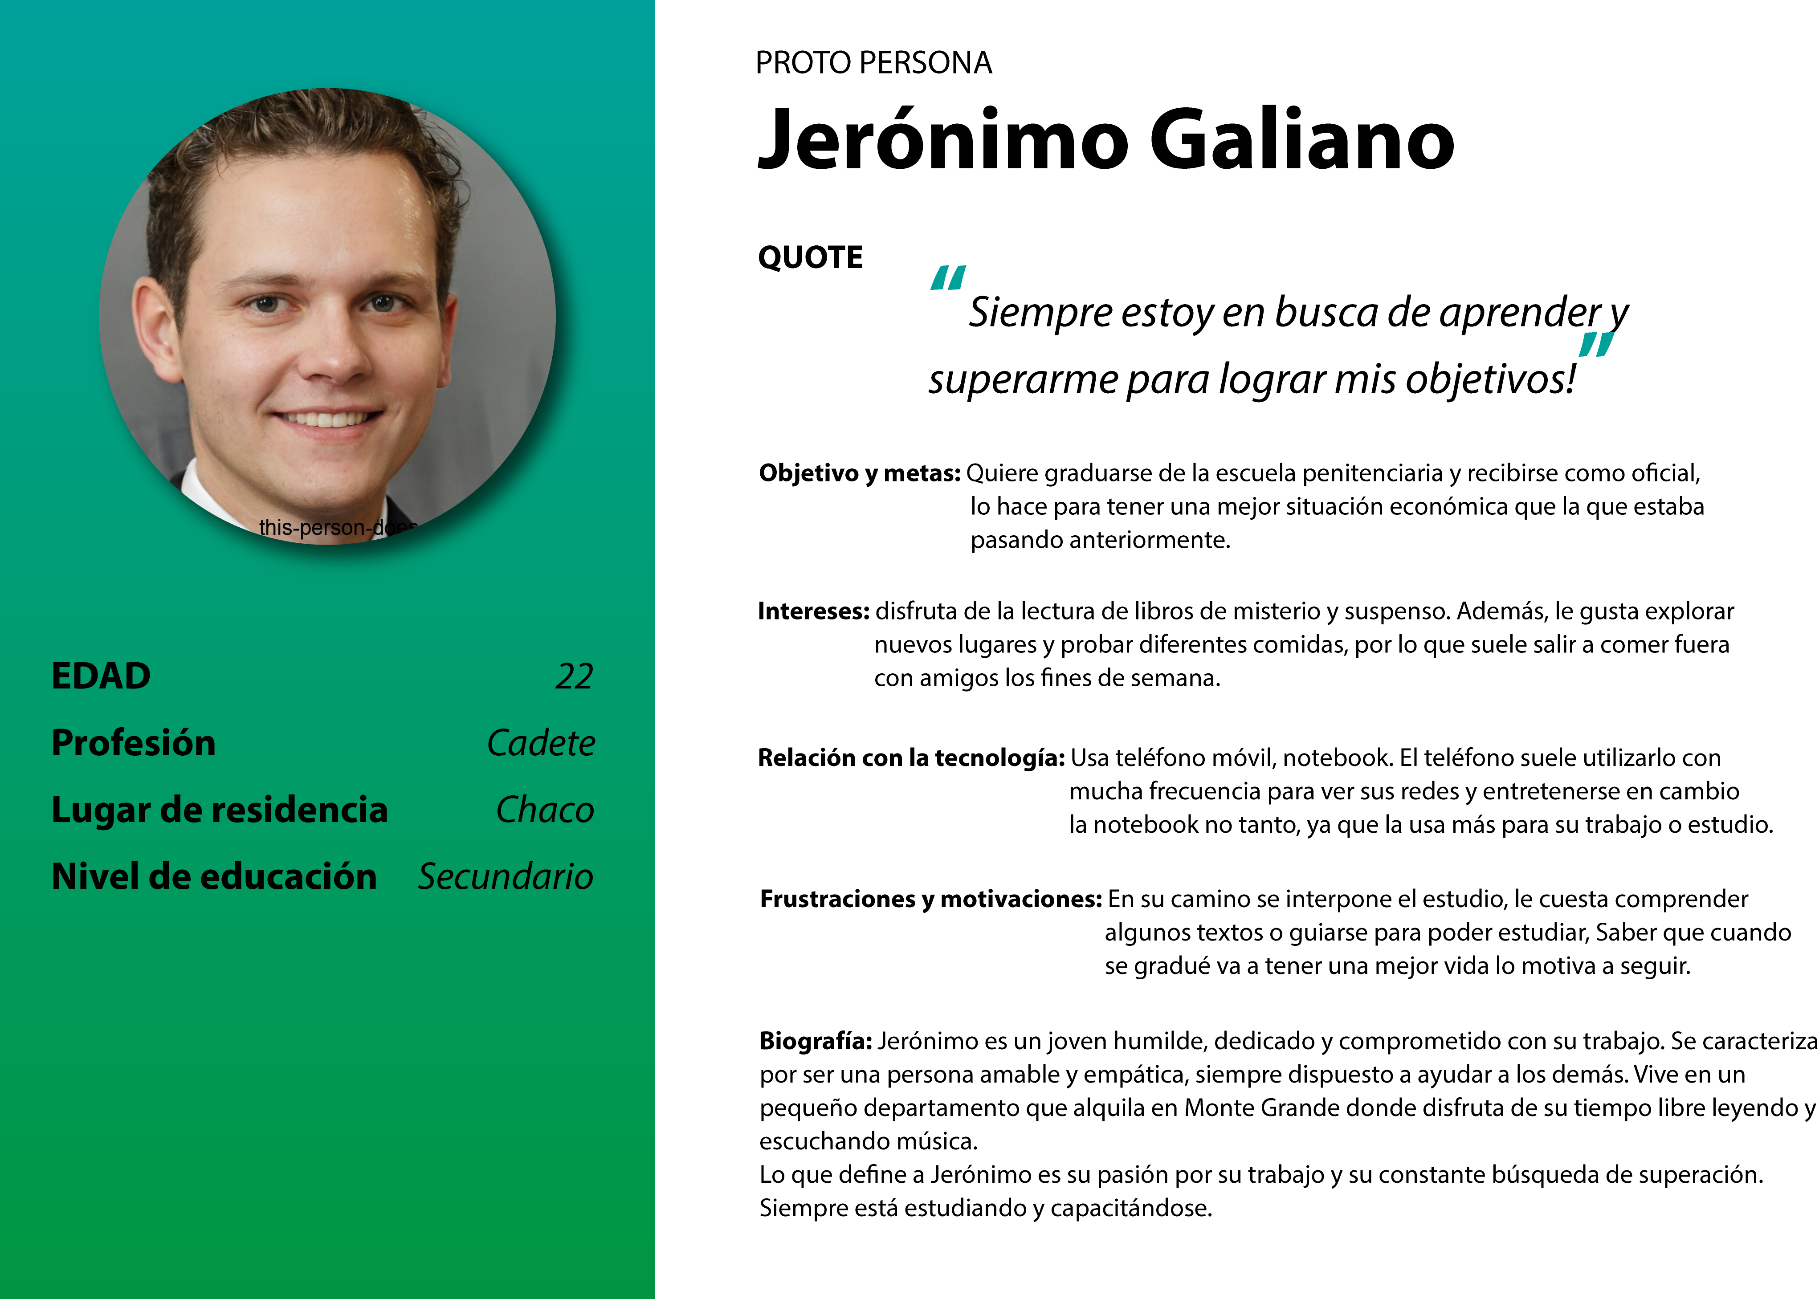 this-person-does
EDAD 22
Profesión Cadete
Lugar de residencia Chaco
Nivel de educación Secundario
PROTO PERSONA
Jerónimo Galiano
QUOTE
“Siempre estoy en busca de aprender y
superarme para lograr mis objetivos!”
Objetivo y metas: Quiere graduarse de la escuela penitenciaria y recibirse como oficial,
lo hace para tener una mejor situación económica que la que estaba
pasando anteriormente.
Intereses: disfruta de la lectura de libros de misterio y suspenso. Además, le gusta explorar
nuevos lugares y probar diferentes comidas, por lo que suele salir a comer fuera
con amigos los fines de semana.
Relación con la tecnología: Usa teléfono móvil, notebook. El teléfono suele utilizarlo con
mucha frecuencia para ver sus redes y entretenerse en cambio
la notebook no tanto, ya que la usa más para su trabajo o estudio.
Frustraciones y motivaciones: En su camino se interpone el estudio, le cuesta comprender
algunos textos o guiarse para poder estudiar, Saber que cuando
se gradué va a tener una mejor vida lo motiva a seguir.
Biografía: Jerónimo es un joven humilde, dedicado y comprometido con su trabajo. Se caracteriza
por ser una persona amable y empática, siempre dispuesto a ayudar a los demás. Vive en un
pequeño departamento que alquila en Monte Grande donde disfruta de su tiempo libre leyendo y
escuchando música.
Lo que define a Jerónimo es su pasión por su trabajo y su constante búsqueda de superación.
Siempre está estudiando y capacitándose.